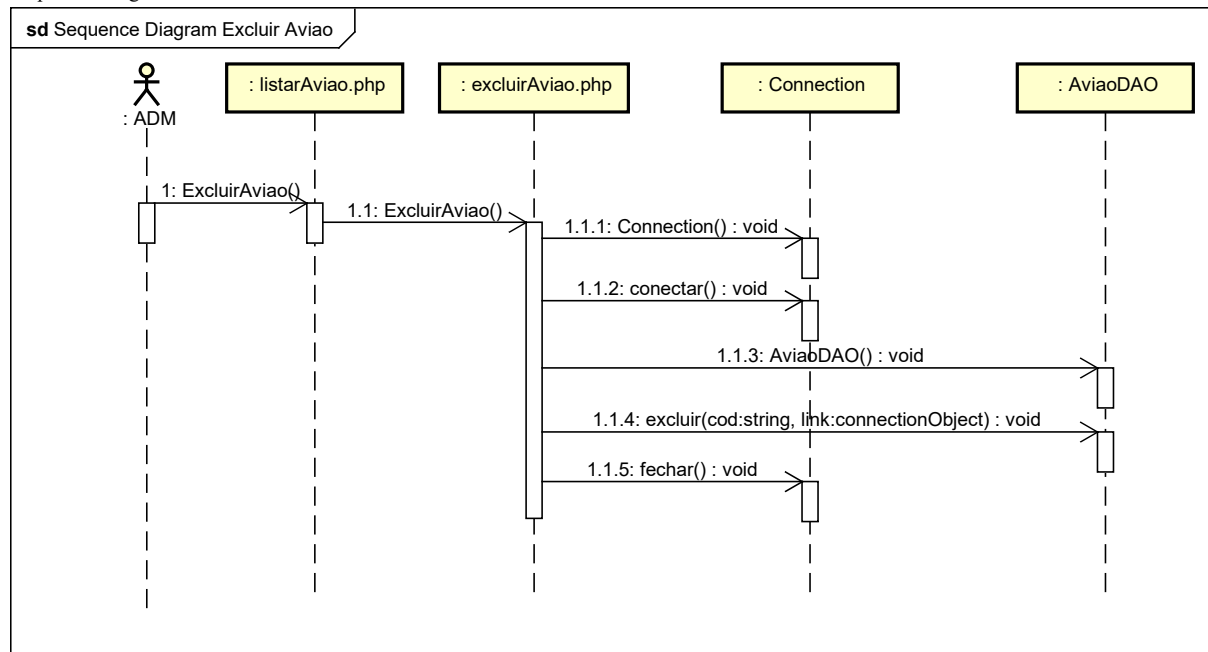 sd Sequence Diagram Excluir Aviao
: ADM
: listarAviao.php
: excluirAviao.php
: Connection
: AviaoDAO
1: ExcluirAviao()
1.1: ExcluirAviao()
1.1.1: Connection() : void
1.1.2: conectar() : void
1.1.3: AviaoDAO() : void
1.1.4: excluir(cod:string, link:connectionObject) : void
1.1.5: fechar() : void